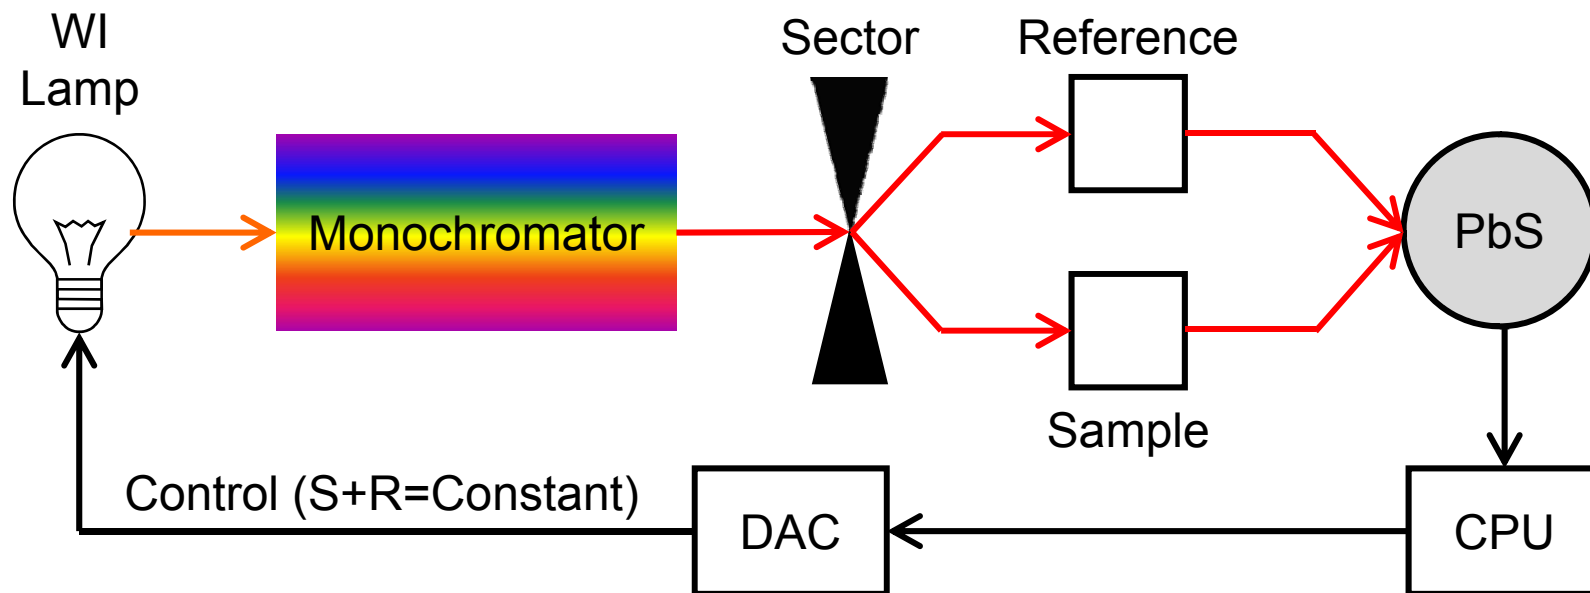 WI
Lamp
Monochromator
Sector
Reference
Sample
PbS
Control (S+R=Constant)
DAC
CPU